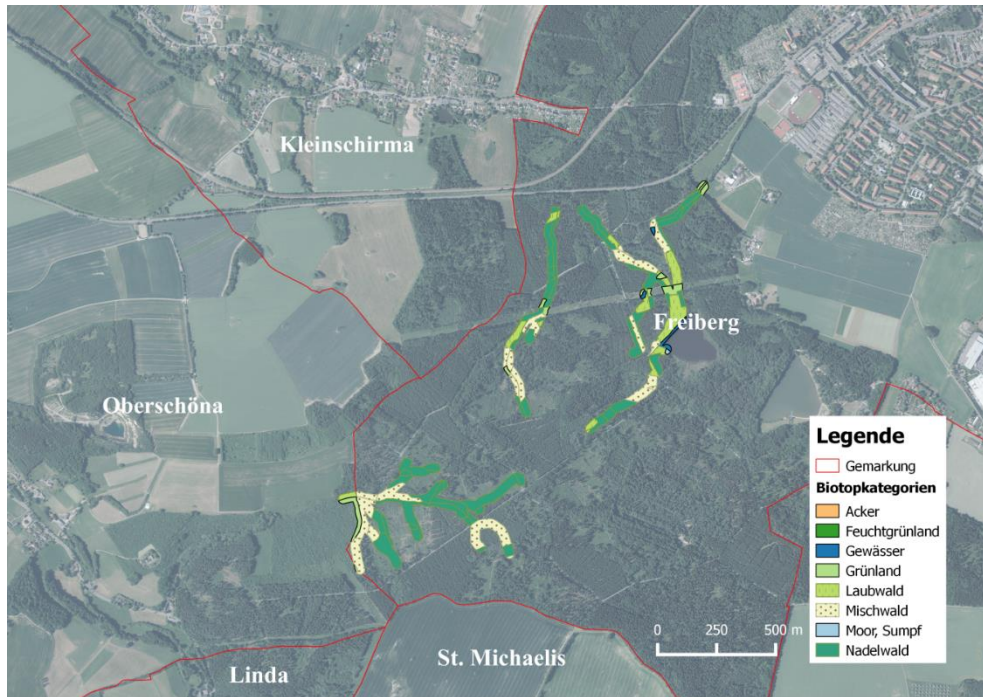 Kleinschirma
Freiberg
Oberschöna
Linda
St. Michaelis
0 250 500 m
Legende
Gemarkung
Biotopkategorien
Acker
Feuchtgrünland
Gewässer
Grünland
Laubwald
Mischwald
Moor, Sumpf
Nadelwald